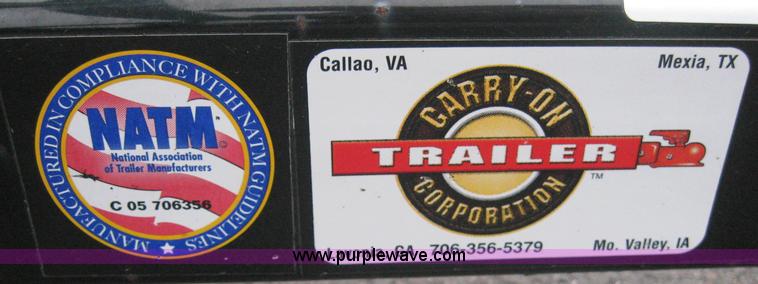 MANUFACTURED IN COMPLIANCE WITH NATM GUIDELINES
NATM
National Association
of Trailer Manufacturers
C 05 706356
Callao, VA
Mexia, TX
CARRY-ON
TRAILER
TM
CORPORATION
GA 706-356-5379
Mo. Valley, IA
www.purplewave.com